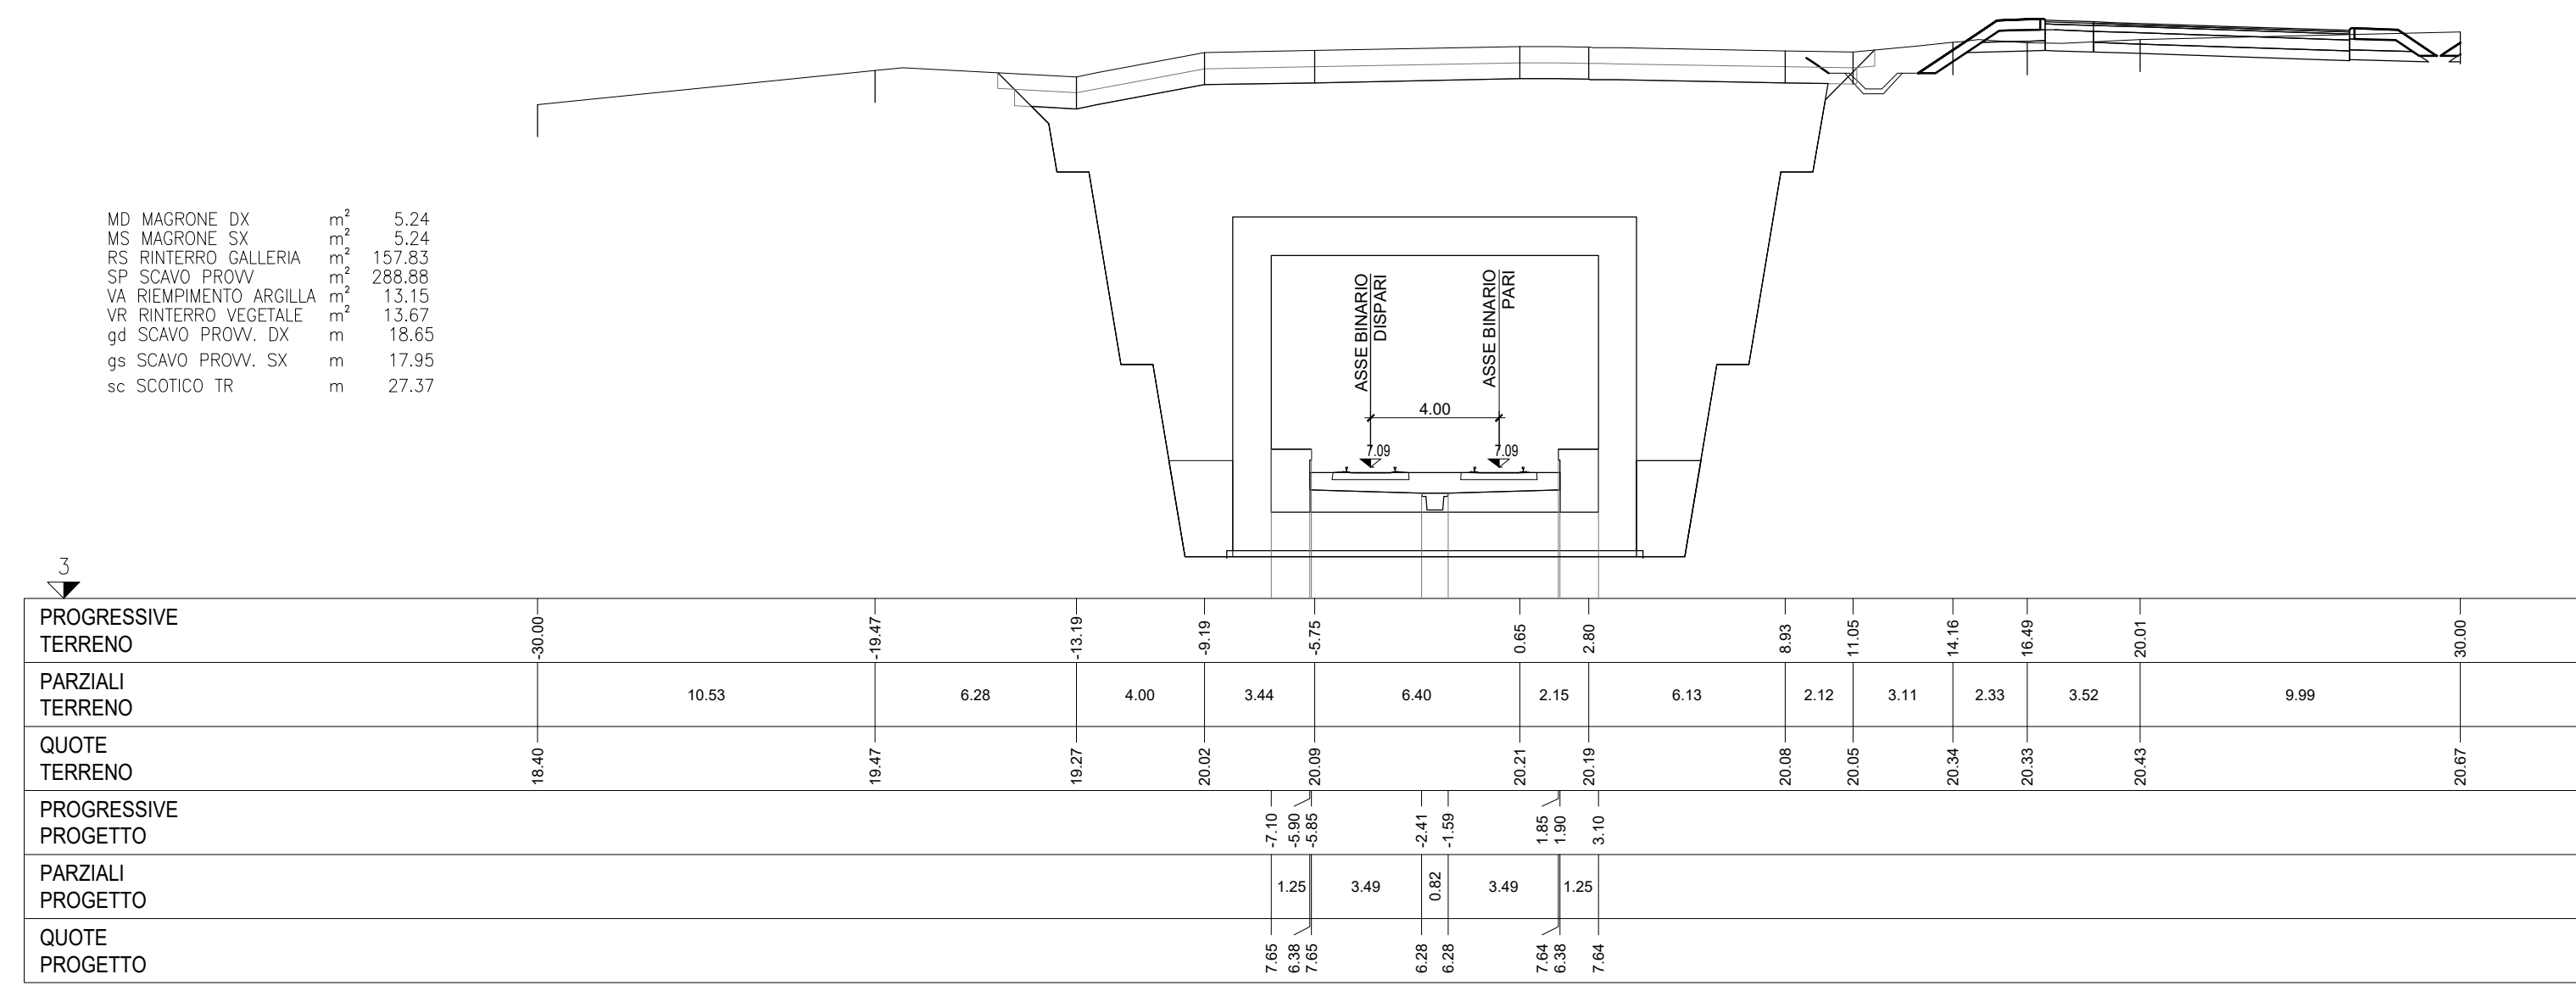 MD MAGRONE DX m² 5.24
MS MAGRONE SX m² 5.24
RS RINTERRO GALLERIA m² 157.83
SP SCAVO PROVV m² 288.88
VA RIEMPIMENTO ARGILLA m² 13.15
VR RINTERRO VEGETALE m² 13.67
gd SCAVO PROVV. DX m 18.65
gs SCAVO PROVV. SX m 17.95
sc SCOTICO TR m 27.37
ASSE BINARIO
DISPARI
ASSE BINARIO
PARI
4.00
7.09 7.09
3
PROGRESSIVE
TERRENO
-30.00 -19.47 -13.19 -9.19 -5.75 0.65 2.80 8.93 11.05 14.16 16.49 20.01 30.00
PARZIALI
TERRENO
10.53 6.28 4.00 3.44 6.40 2.15 6.13 2.12 3.11 2.33 3.52 9.99
QUOTE
TERRENO
18.40 19.47 19.27 20.02 20.09 20.21 20.19 20.08 20.05 20.34 20.33 20.43 20.67
PROGRESSIVE
PROGETTO
-7.10 -5.90 -5.85 -2.41 -1.59 1.85 1.90 3.10
PARZIALI
PROGETTO
1.25 3.49 0.82 3.49 1.25
QUOTE
PROGETTO
7.65 6.38 7.65 6.28 6.28 7.64 6.38 7.64